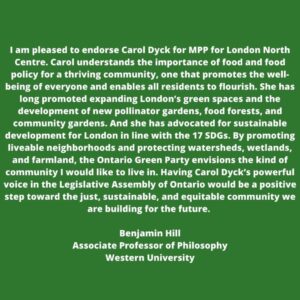 I am pleased to endorse Carol Dyck for MPP for London North
Centre. Carol understands the importance of food and food
policy for a thriving community, one that promotes the well-
being of everyone and enables all residents to flourish. She has
long promoted expanding London's green spaces and the
development of new pollinator gardens, food forests, and
community gardens. And she has advocated for sustainable
development for London in line with the 17 SDGs. By promoting
liveable neighborhoods and protecting watersheds, wetlands,
and farmland, the Ontario Green Party envisions the kind of
community I would like to live in. Having Carol Dyck's powerful
voice in the Legislative Assembly of Ontario would be a positive
step toward the just, sustainable, and equitable community we
are building for the future.
Benjamin Hill
Associate Professor of Philosophy
Western University